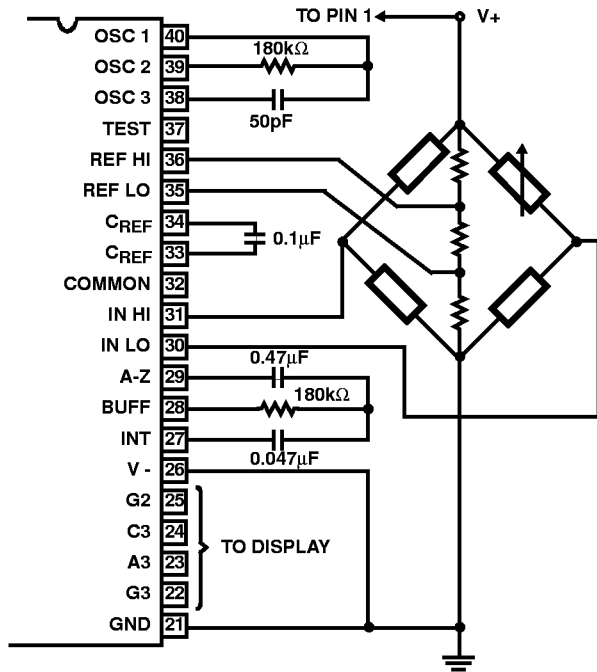 TO PIN 1 V+
OSC 1 40
180kΩ
OSC 2 39
OSC 3 38
50pF
TEST 37
REF HI 36
REF LO 35
CREF 34
0.1μF
CREF 33
COMMON 32
IN HI 31
IN LO 30
0.47μF
A-Z 29
180kΩ
BUFF 28
INT 27
0.047μF
V - 26
G2 25
C3 24
TO DISPLAY
A3 23
G3 22
GND 21